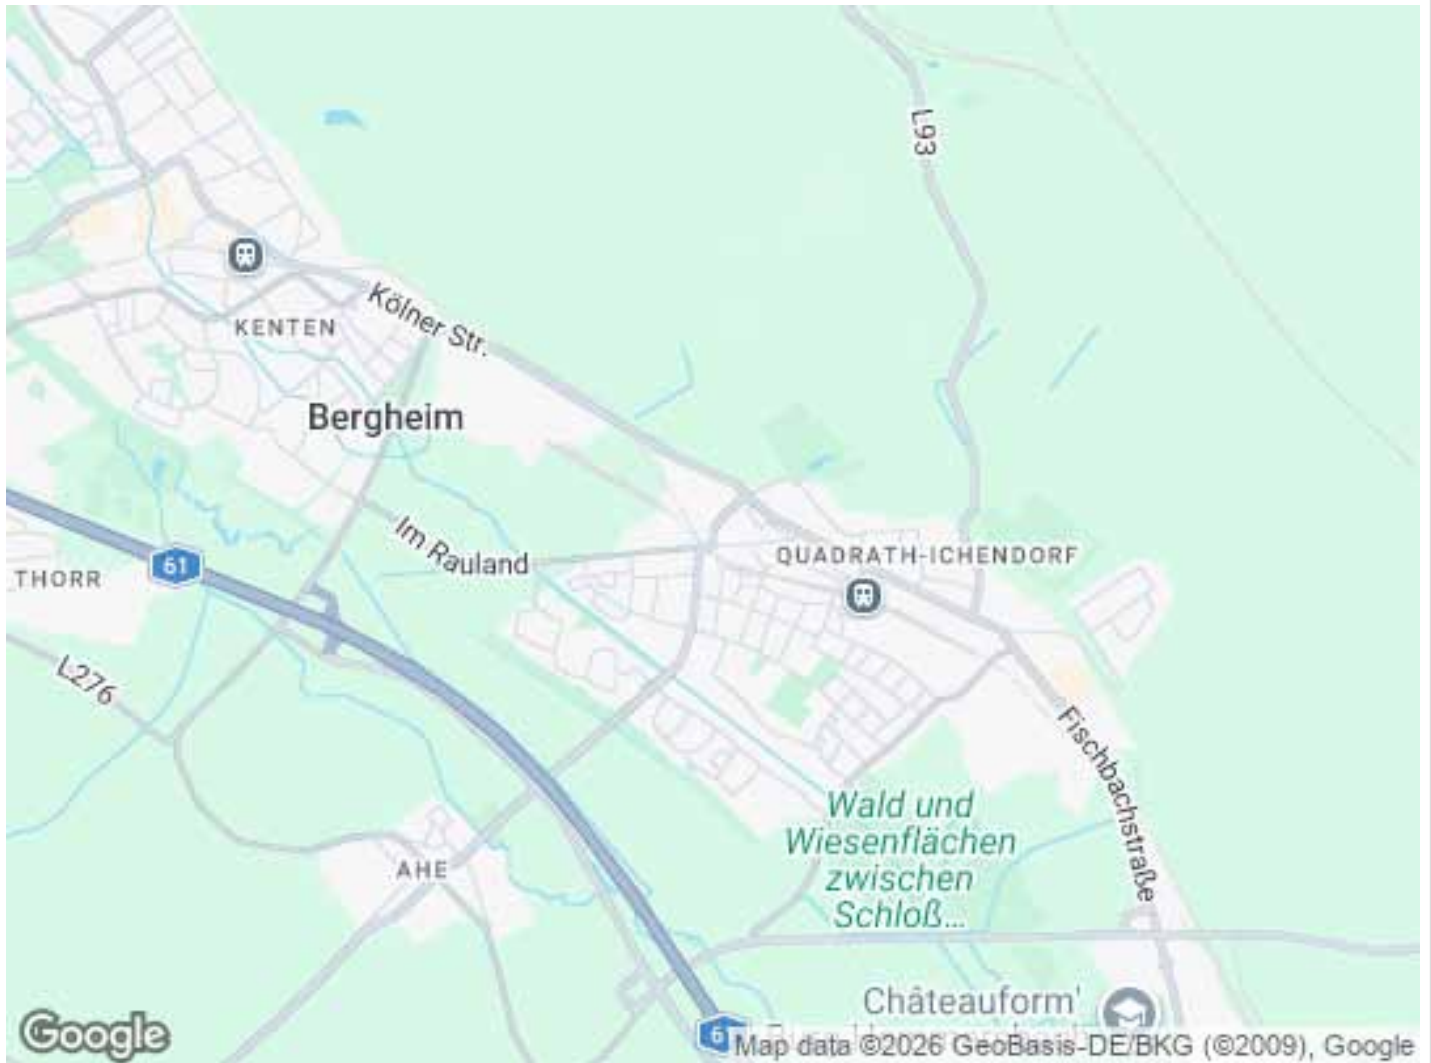 L93
Kölner Str.
KENTEN
Bergheim
Im Rauland
QUADRATH-ICHENDORF
61
THORR
L276
Fischbachstraße
Wald und
Wiesenflächen
zwischen
Schloß...
AHE
Châteauform'
Google
Map data ©2026 GeoBasis-DE/BKG (©2009), Google